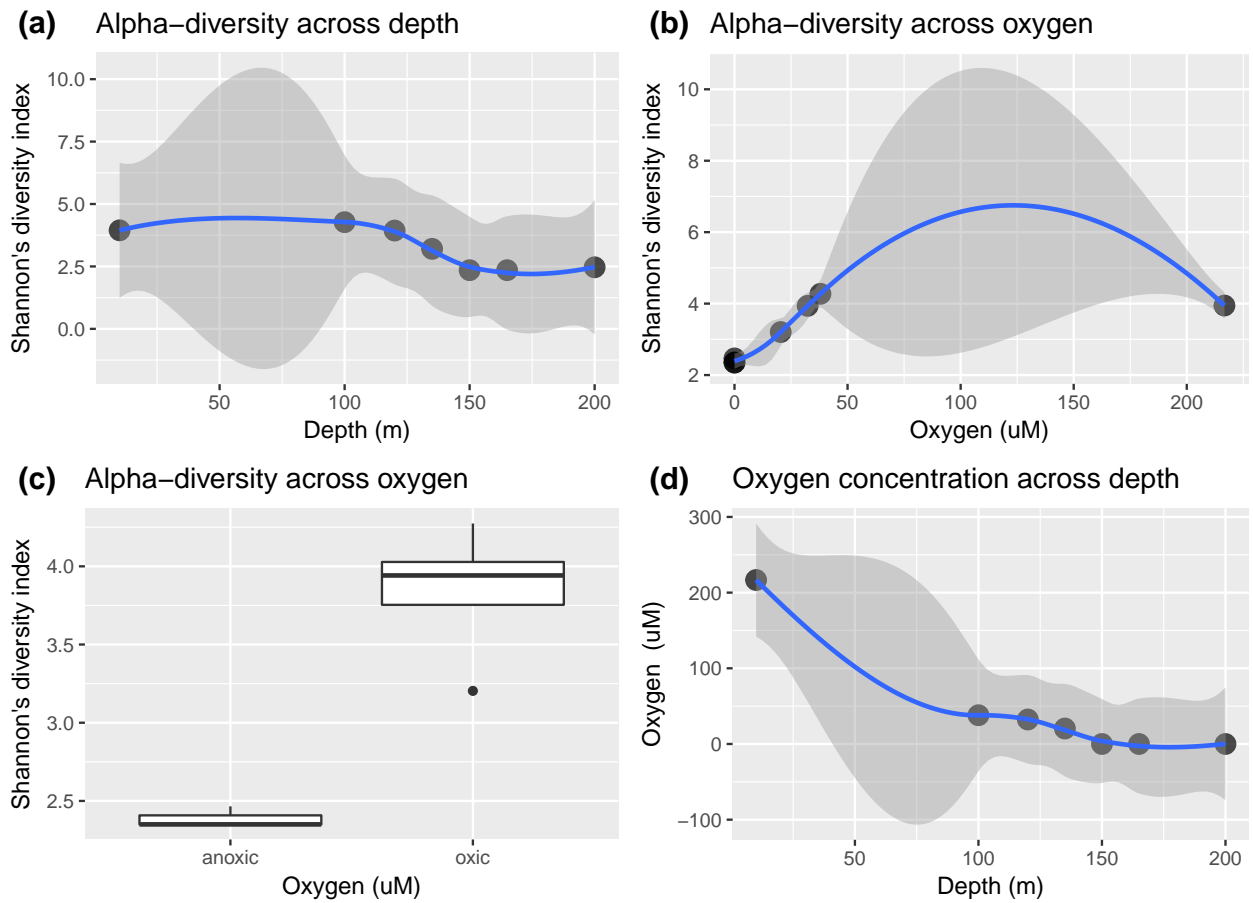 (a) Alpha−diversity across depth
Shannon's diversity index
10.0
7.5
5.0
2.5
0.0
50 100 150 200
Depth (m)
(b) Alpha−diversity across oxygen
Shannon's diversity index
10
8
6
4
2
0 50 100 150 200
Oxygen (uM)
(c) Alpha−diversity across oxygen
Shannon's diversity index
4.0
3.5
3.0
2.5
anoxic oxic
Oxygen (uM)
(d) Oxygen concentration across depth
Oxygen (uM)
300
200
100
0
−100
50 100 150 200
Depth (m)